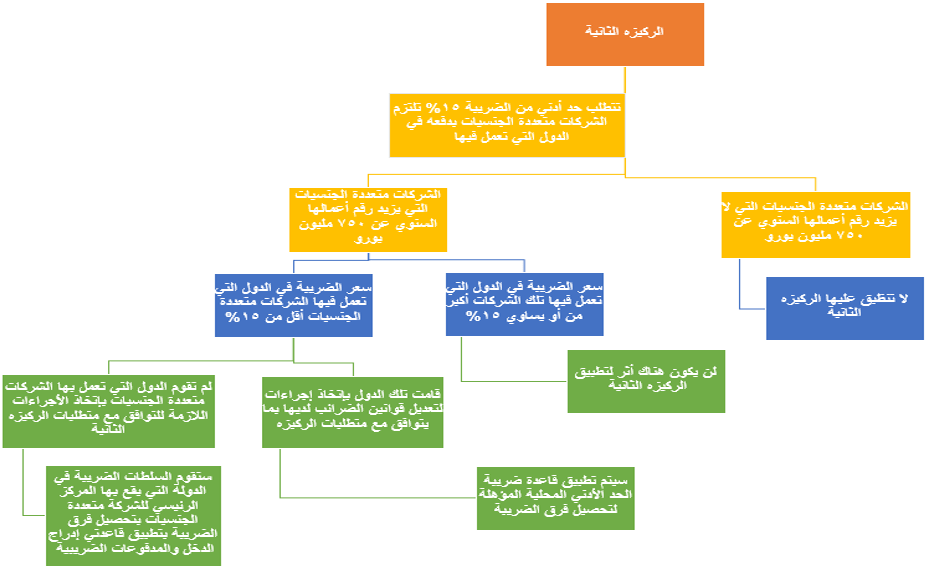 الركيزه الثانية
تتطلب حد أدني من الضريبة ١٥% تلتزم
الشركات متعددة الجنسيات بدفعه في
الدول التي تعمل فيها
الشركات متعددة الجنسيات التي لا
يزيد رقم أعمالها السنوي عن
٧٥٠ مليون يورو
الشركات متعددة الجنسيات
التي يزيد رقم أعمالها
السنوي عن ٧٥٠ مليون
يورو
لا تتطبق عليها الركيزه
الثانية
سعر الضريبة في الدول التي
تعمل فيها تلك الشركات أكبر
من أو يساوي ١٥%
سعر الضريبة في الدول التي
تعمل فيها الشركات متعددة
الجنسيات أقل من ١٥%
لن يكون هناك أثر لتطبيق
الركيزه الثانية
قامت تلك الدول بإتخاذ إجراءات
لتعديل قوانين الضرائب لديها بما
يتوافق مع متطلبات الركيزه
لم تقوم الدول التي تعمل بها الشركات
متعددة الجنسيات بإتخاذ الأجراءات
اللازمة للتوافق مع متطلبات الركيزه
الثانية
سيتم تطبيق قاعدة ضريبة
الحد الأدني المحلية المؤهلة
لتحصيل فرق الضريبة
ستقوم السلطات الضريبة في
الدولة التي يقع بها المركز
الرئيسي للشركة متعددة
الجنسيات بتحصيل فرق
الضريبة بتطبيق قاعدتي إدراج
الدخل والمدفوعات الضريبية